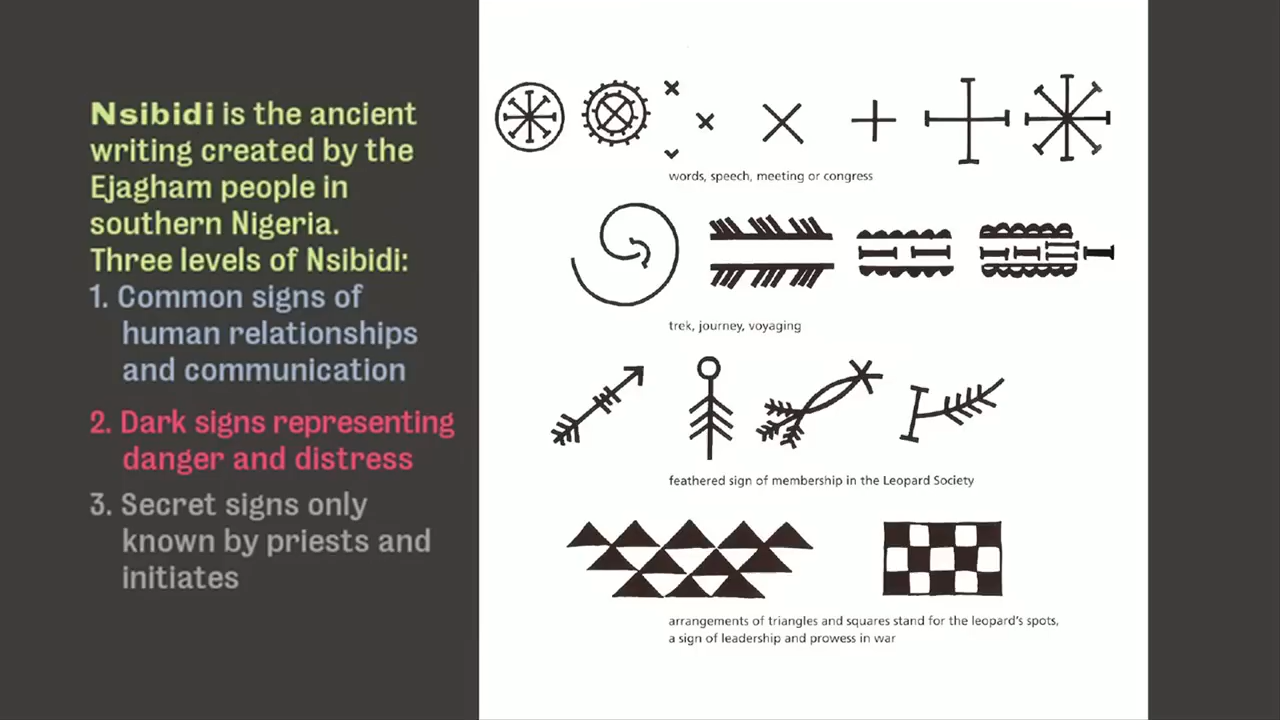 Nsibidi is the ancient
writing created by the
Ejagham people in
southern Nigeria.
Three levels of Nsibidi:
1. Common signs of
human relationships
and communication
2. Dark signs representing
danger and distress
3. Secret signs only
known by priests and
initiates
words, speech, meeting or congress
trek, journey, voyaging
feathered sign of membership in the Leopard Society
arrangements of triangles and squares stand for the leopard's spots,
a sign of leadership and prowess in war